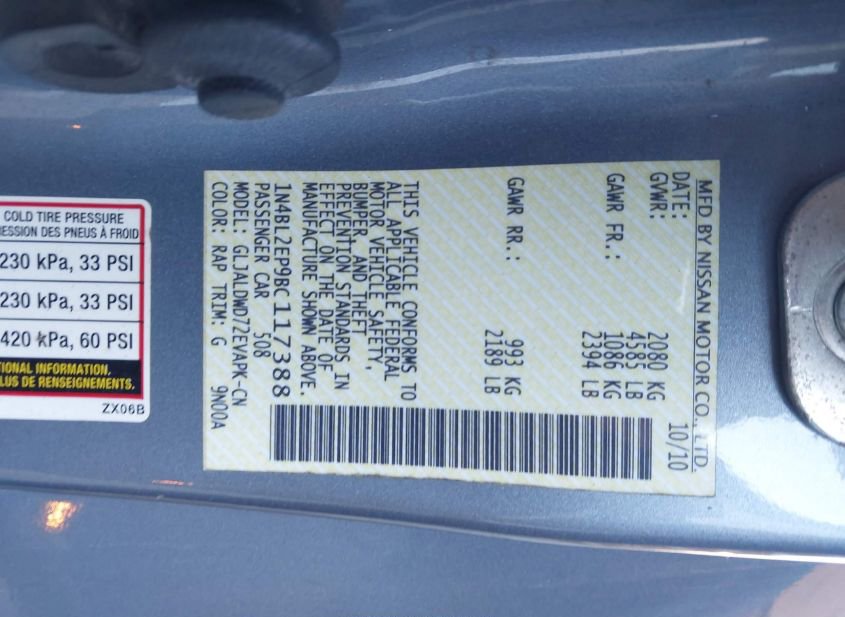 COLD TIRE PRESSURE
ESSION DES PNEUS À FROID
230 kPa, 33 PSI
230 kPa, 33 PSI
420 kPa, 60 PSI
TIONAL INFORMATION.
LUS DE RENSEIGNEMENTS.
ZX06B
MFD BY NISSAN MOTOR CO., LTD.
DATE: 10/10
GVWR: 2080 KG
4585 LB
GAWR FR.: 1086 KG
2394 LB
GAWR RR.: 993 KG
2189 LB
THIS VEHICLE CONFORMS TO
ALL APPLICABLE FEDERAL
MOTOR VEHICLE SAFETY,
BUMPER, AND THEFT
PREVENTION STANDARDS IN
EFFECT ON THE DATE OF
MANUFACTURE SHOWN ABOVE.
1N4BL2EP9BC117388
PASSENGER CAR 508
MODEL: GLJALDWD72EVAPK-CN
COLOR: RAP TRIM: G 9N00A